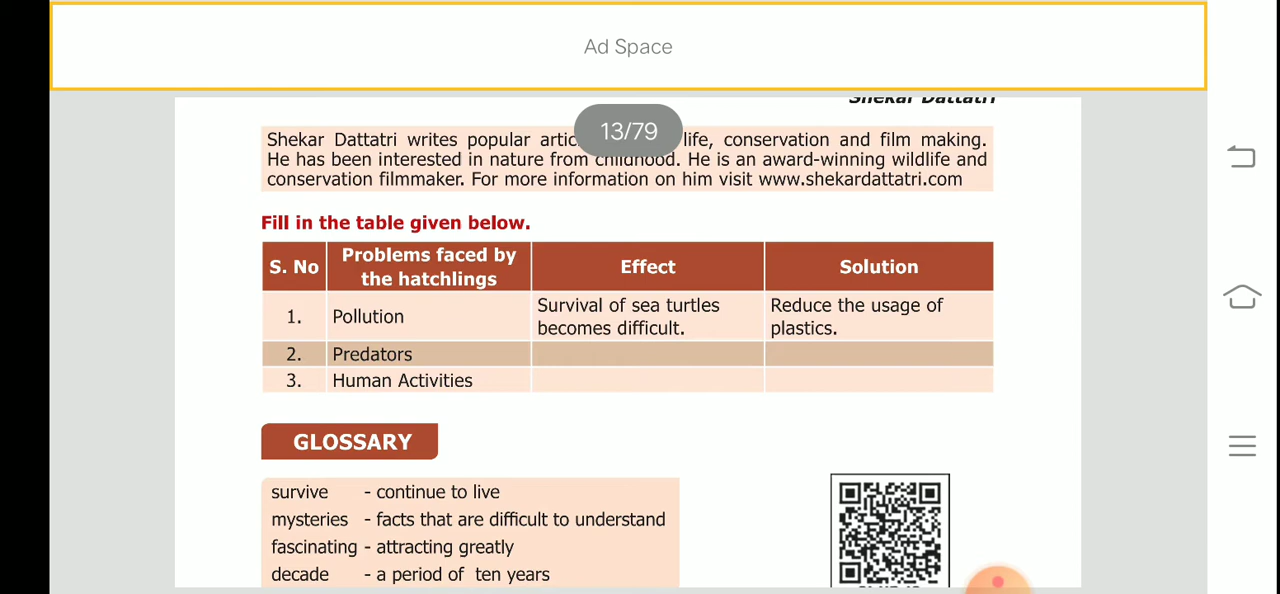 Ad Space
Shekar Dattatri
13/79
Shekar Dattatri writes popular life, conservation and film making.
He has been interested in nature from childhood. He is an award-winning wildlife and
conservation filmmaker. For more information on him visit www.shekardattatri.com
Fill in the table given below.
S. No Problems faced by the hatchlings Effect Solution
1. Pollution Survival of sea turtles becomes difficult. Reduce the usage of plastics.
2. Predators
3. Human Activities
GLOSSARY
survive - continue to live
mysteries - facts that are difficult to understand
fascinating - attracting greatly
decade - a period of ten years